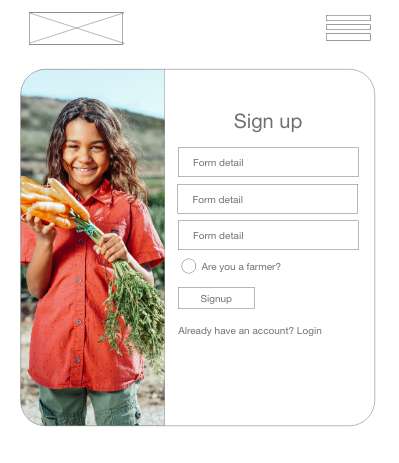 Sign up
Form detail
Form detail
Form detail
Are you a farmer?
Signup
Already have an account? Login